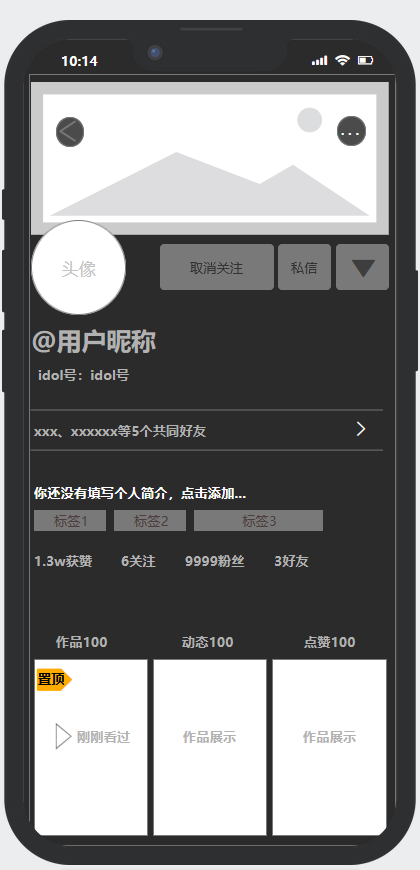 10:14
...
头像
取消关注 私信
@用户昵称
idol号：idol号
xxx、xxxxxx等5个共同好友
你还没有填写个人简介，点击添加...
标签1 标签2 标签3
1.3w获赞 6关注 9999粉丝 3好友
作品100 动态100 点赞100
置顶
刚刚看过 作品展示 作品展示